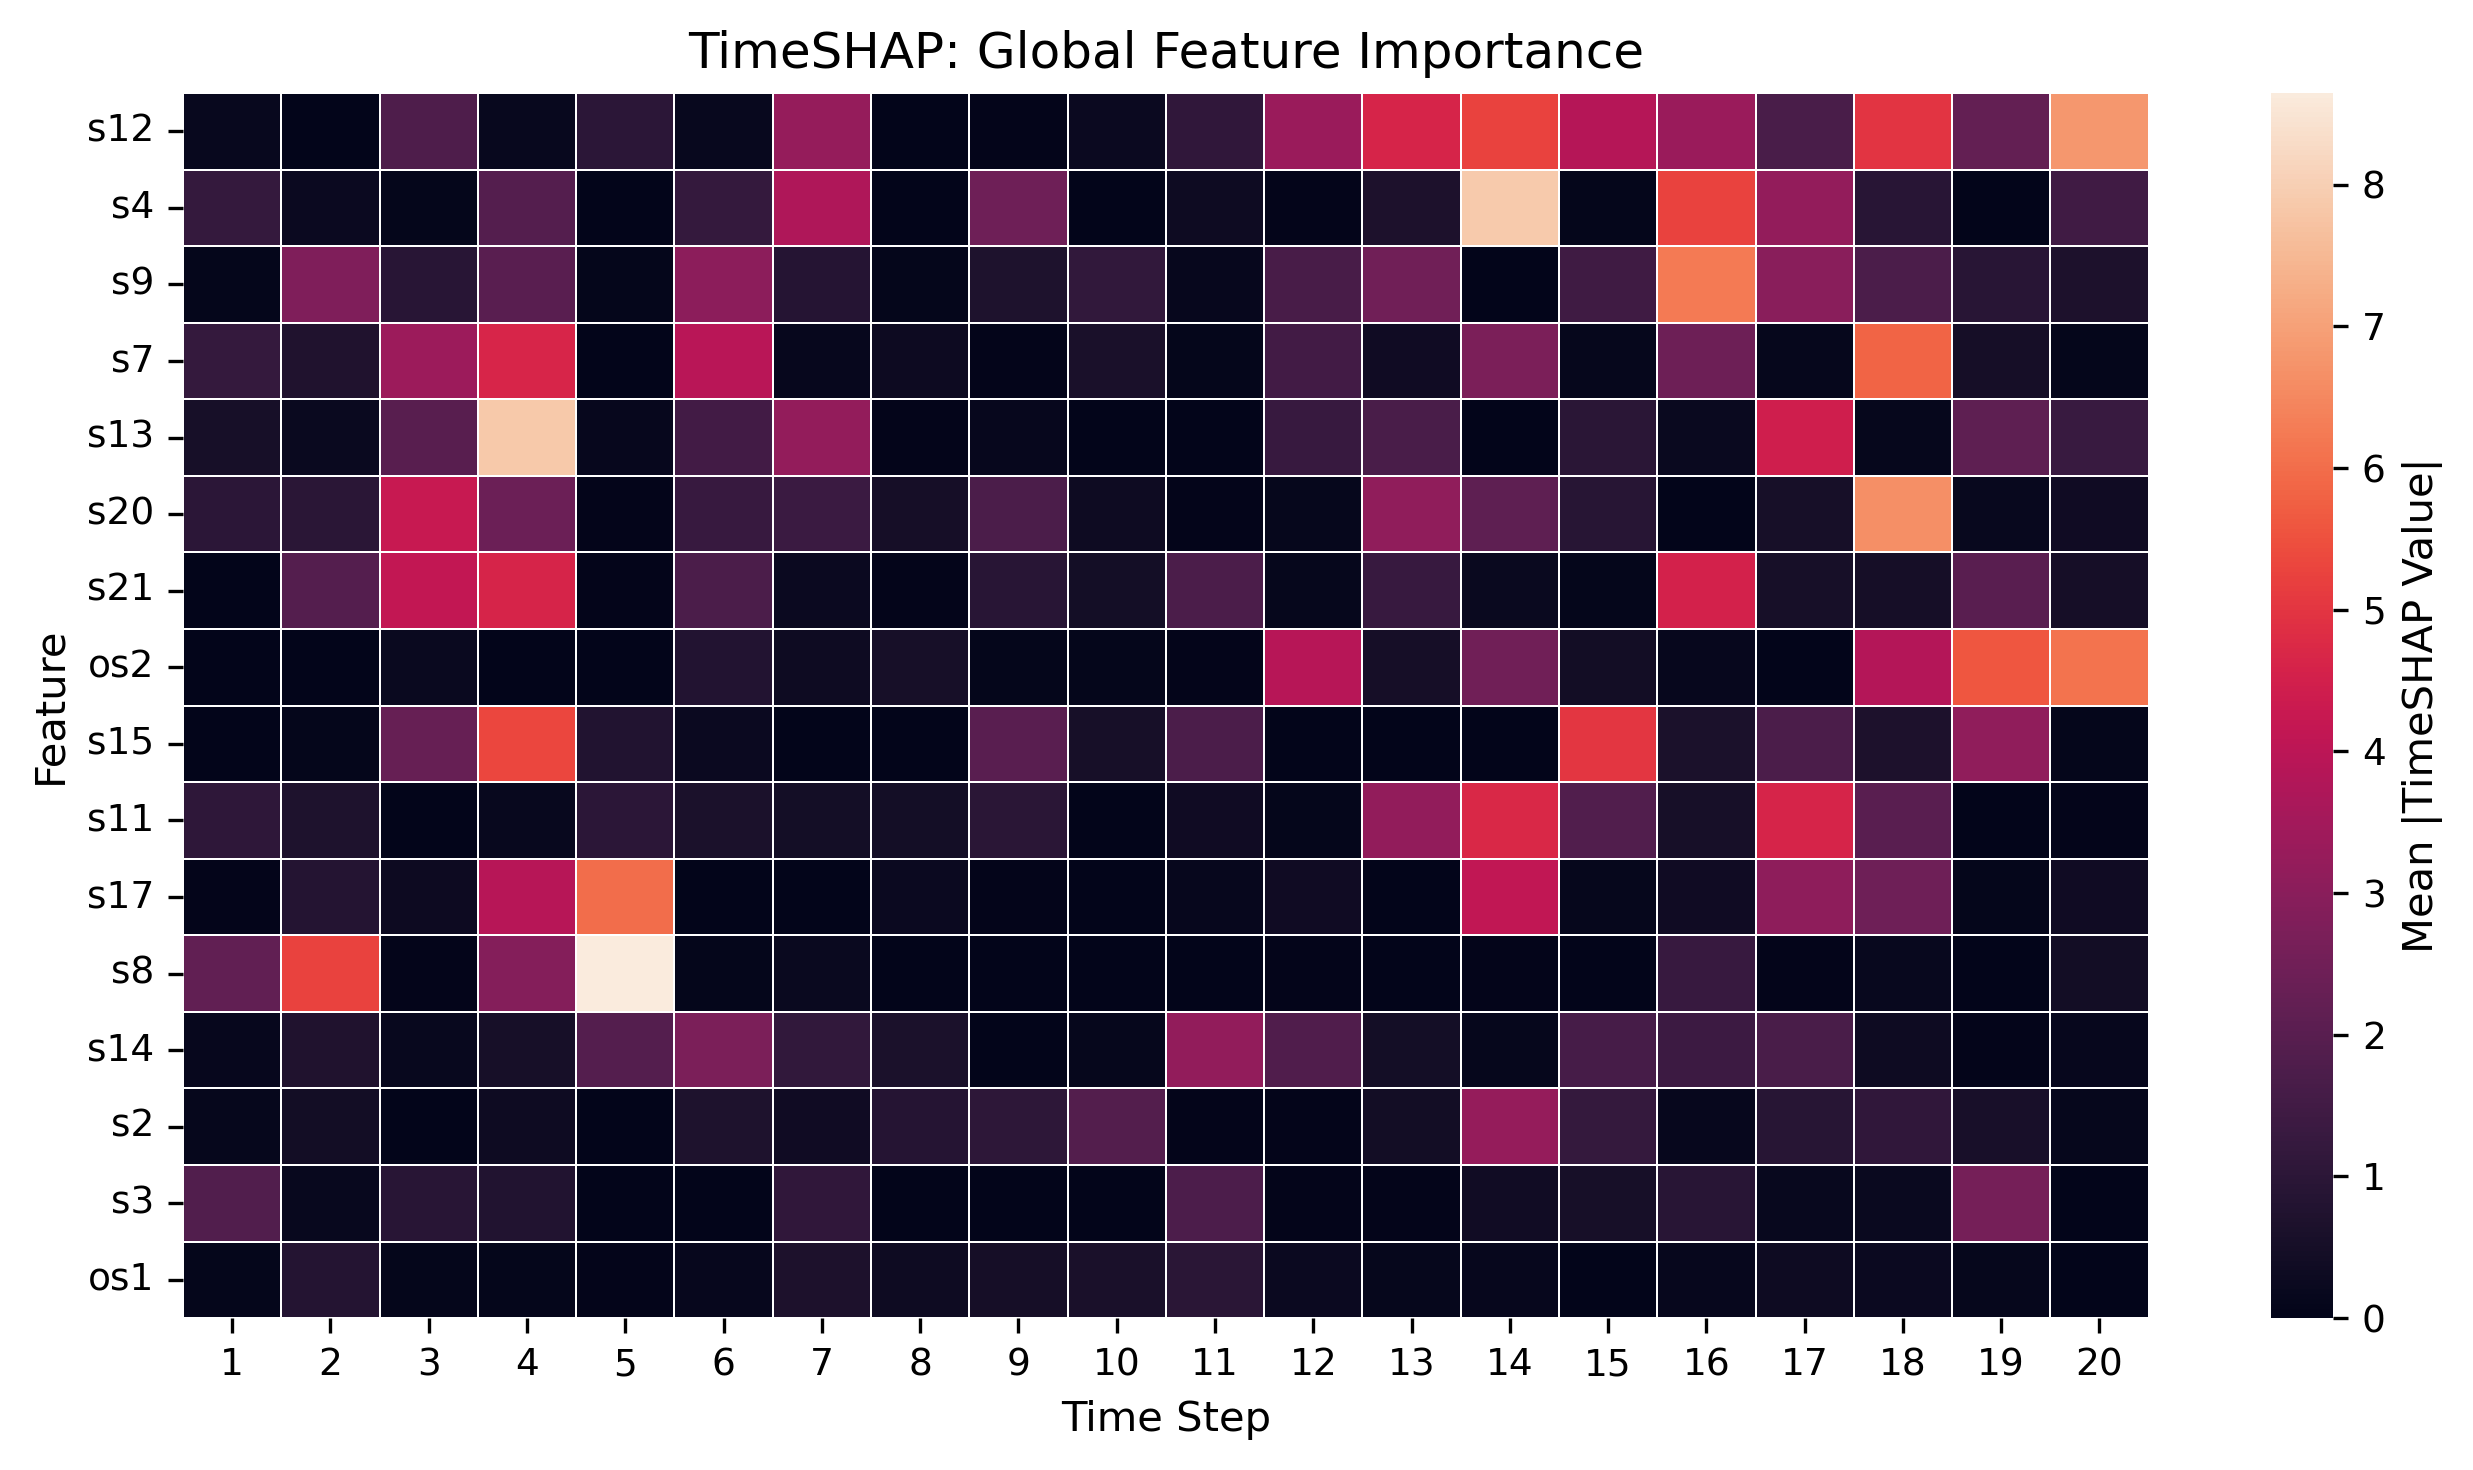 TimeSHAP: Global Feature Importance
Feature
s12
s4
s9
s7
s13
s20
s21
os2
s15
s11
s17
s8
s14
s2
s3
os1
1 2 3 4 5 6 7 8 9 10 11 12 13 14 15 16 17 18 19 20
Time Step
8
7
6
5
4
3
2
1
0
Mean |TimeSHAP Value|